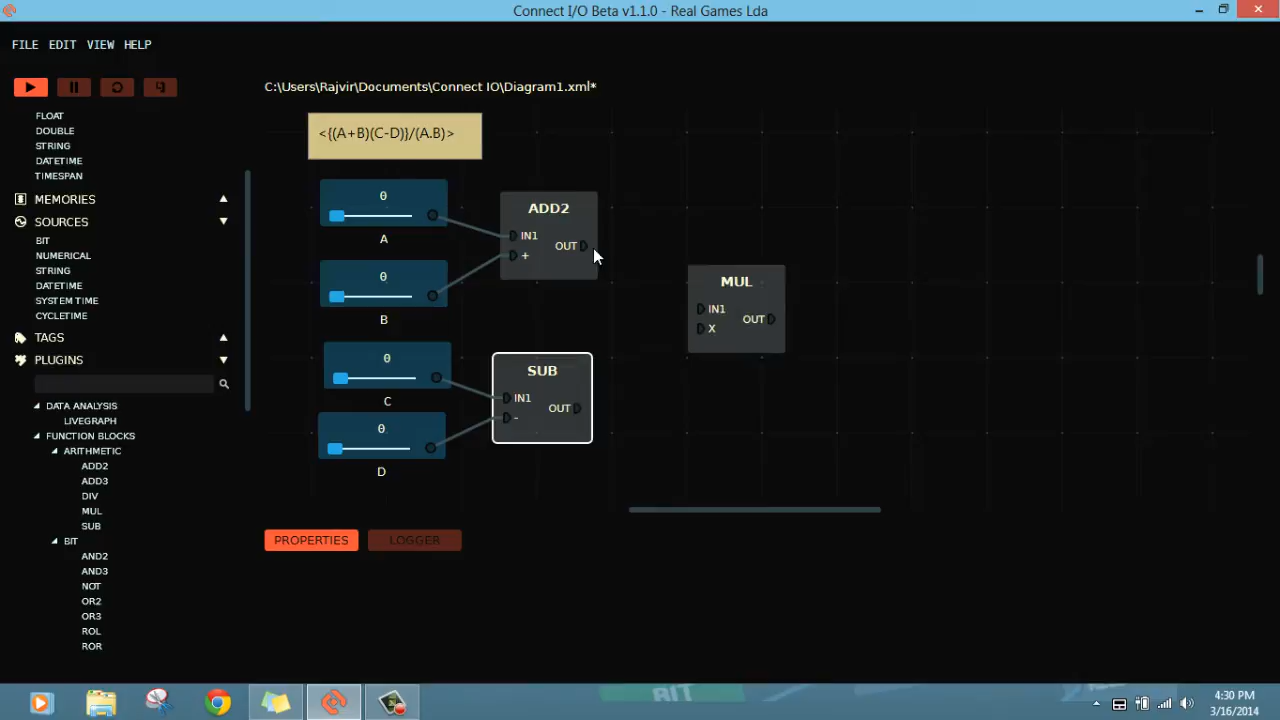 Connect I/O Beta v1.1.0 - Real Games Lda
FILE EDIT VIEW HELP
C:\Users\Rajvir\Documents\Connect IO\Diagram1.xml*
FLOAT
DOUBLE
STRING
DATETIME
TIMESPAN
MEMORIES
SOURCES
BIT
NUMERICAL
STRING
DATETIME
SYSTEM TIME
CYCLETIME
TAGS
PLUGINS
DATA ANALYSIS
LIVEGRAPH
FUNCTION BLOCKS
ARITHMETIC
ADD2
ADD3
DIV
MUL
SUB
BIT
AND2
AND3
NOT
OR2
OR3
ROL
ROR
<{(A+B)(C-D)}/(A.B)>
0
A
0
B
0
C
0
D
ADD2
IN1
OUT
+
SUB
IN1
OUT
-
MUL
IN1
OUT
X
PROPERTIES
LOGGER
BIT
4:30 PM
3/16/2014